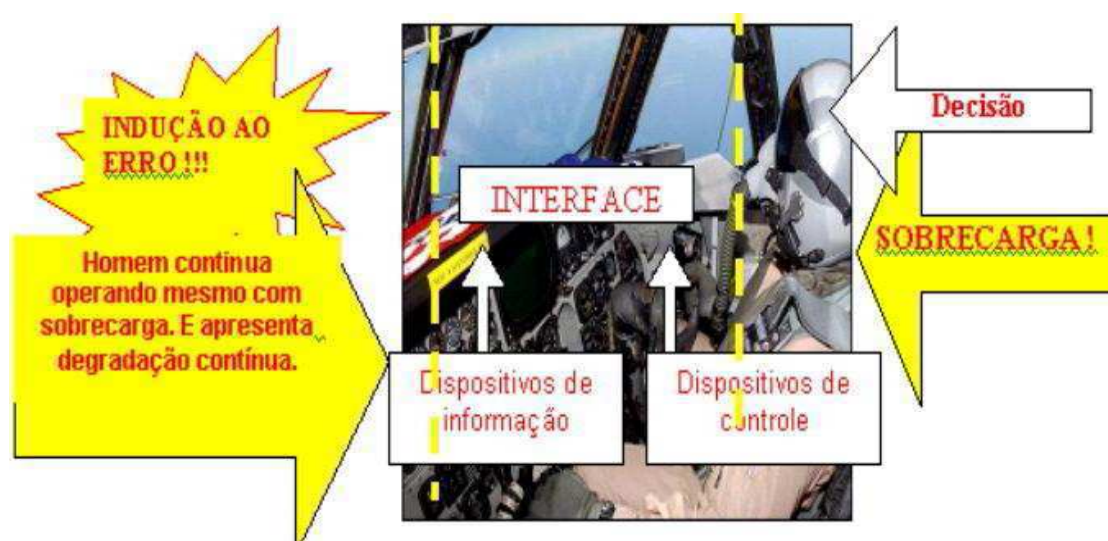 INDUÇÃO AO
ERRO !!!
Homem continua
operando mesmo com
sobrecarga. E apresenta
degradação contínua.
INTERFACE
Dispositivos de
informação
Dispositivos de
controle
Decisão
SOBRECARGA!